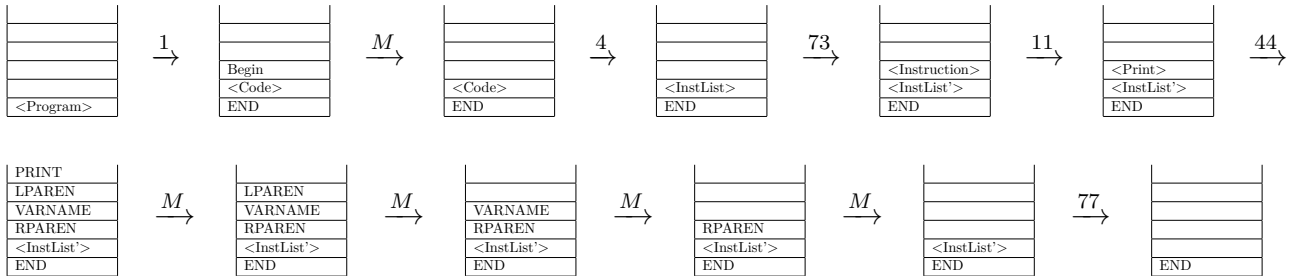 <Program>
1
Begin
<Code>
END
M
<Code>
END
4
<InstList>
END
73
<Instruction>
<InstList'>
END
11
<Print>
<InstList'>
END
44
PRINT
LPAREN
VARNAME
RPAREN
<InstList'>
END
M
LPAREN
VARNAME
RPAREN
<InstList'>
END
M
VARNAME
RPAREN
<InstList'>
END
M
RPAREN
<InstList'>
END
M
<InstList'>
END
77
END